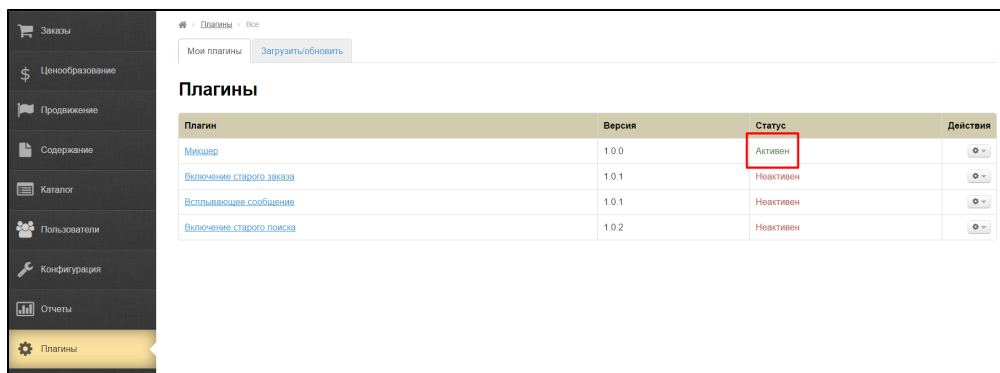 Заказы
Ценообразование
Продвижение
Содержание
Каталог
Пользователи
Конфигурация
Отчеты
Плагины
Плагины › Все
Мои плагины Загрузить/обновить
Плагины
Плагин Версия Статус Действия
Микшер 1.0.0 Активен
Включение старого заказа 1.0.1 Неактивен
Всплывающее сообщение 1.0.1 Неактивен
Включение старого поиска 1.0.2 Неактивен